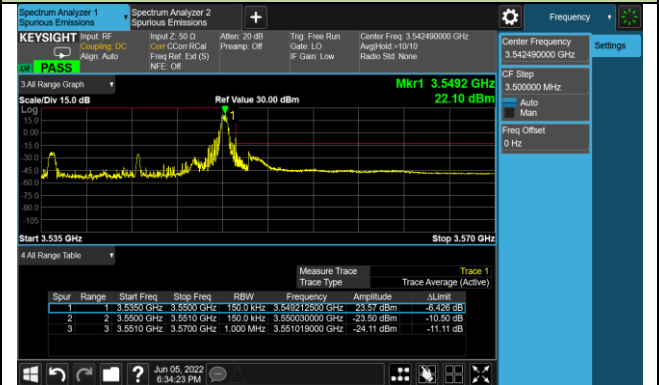 Spectrum Analyzer 1
Spurious Emissions
Spectrum Analyzer 2
Spurious Emissions
Frequency
KEYSIGHT
Input: RF
Coupling: DC
Align: Auto
Input Z: 50 Ω
Corr CCorr RCal
Freq Ref: Ext (S)
NFE: Off
Atten: 20 dB
Preamp: Off
Trig: Free Run
Gate: LO
IF Gain: Low
Center Freq: 3.542490000 GHz
Avg|Hold:>10/10
Radio Std: None
PASS
Center Frequency
3.542490000 GHz
Settings
CF Step
3.500000 MHz
Auto
Man
Freq Offset
0 Hz
3 All Range Graph
Mkr1 3.5492 GHz
Scale/Div 15.0 dB
Ref Value 30.00 dBm
22.10 dBm
Log
1
15.0
0.00
-15.0
-30.0
-45.0
-60.0
-75.0
-90.0
-105
Start 3.535 GHz
Stop 3.570 GHz
4 All Range Table
Measure Trace Trace 1
Trace Type Trace Average (Active)
Spur Range Start Freq Stop Freq RBW Frequency Amplitude ΔLimit
1 1 3.5350 GHz 3.5500 GHz 150.0 kHz 3.549212500 GHz 23.57 dBm -6.426 dB
2 2 3.5500 GHz 3.5510 GHz 150.0 kHz 3.550030000 GHz -23.50 dBm -10.50 dB
3 3 3.5510 GHz 3.5700 GHz 1.000 MHz 3.551019000 GHz -24.11 dBm -11.11 dB
Jun 05, 2022
6:34:23 PM